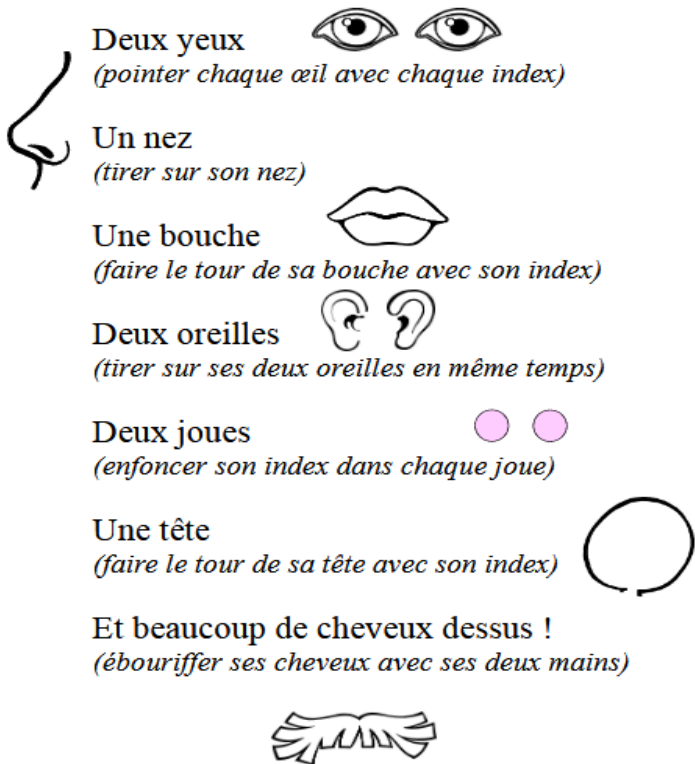 Deux yeux
(pointer chaque œil avec chaque index)
Un nez
(tirer sur son nez)
Une bouche
(faire le tour de sa bouche avec son index)
Deux oreilles
(tirer sur ses deux oreilles en même temps)
Deux joues
(enfoncer son index dans chaque joue)
Une tête
(faire le tour de sa tête avec son index)
Et beaucoup de cheveux dessus !
(ébouriffer ses cheveux avec ses deux mains)